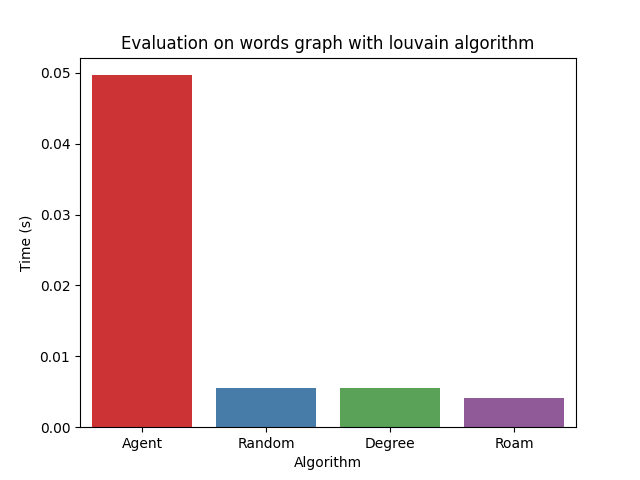 Evaluation on words graph with louvain algorithm
0.05
0.04
0.03
0.02
0.01
0.00
Time (s)
Agent Random Degree Roam
Algorithm